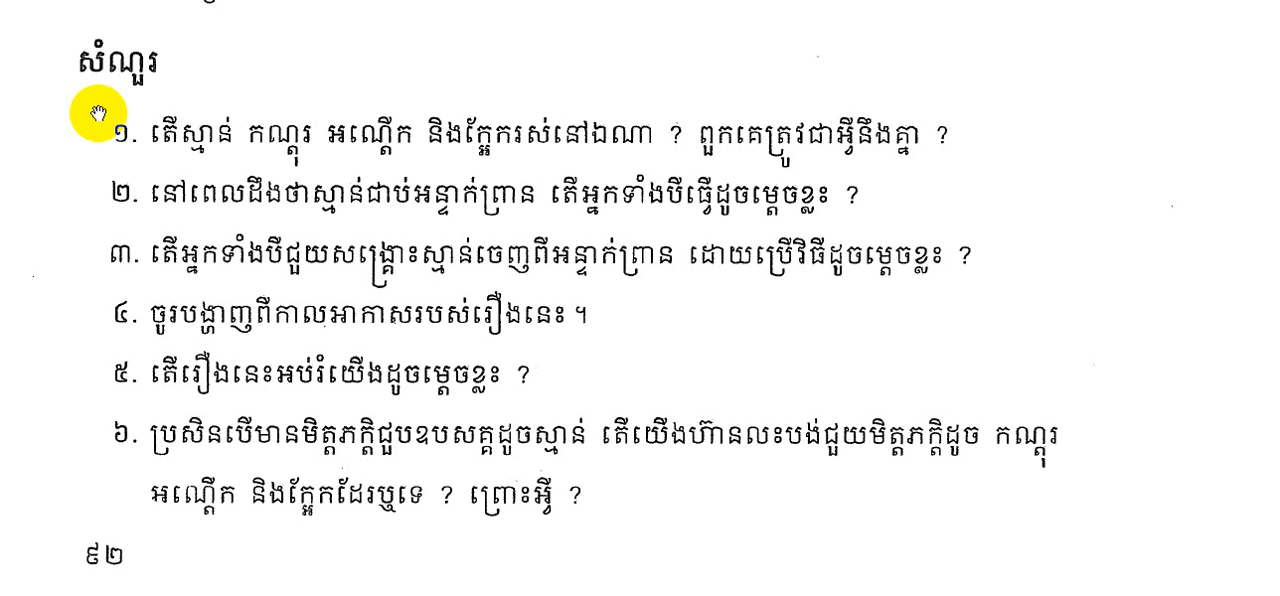 សំណួរ
១. តើស្មាន់ កណ្ដុរ អណ្ដើក និងក្អែករស់នៅឯណា ? ពួកគេត្រូវជាអ្វីនឹងគ្នា ?
២. នៅពេលដឹងថាស្មាន់ជាប់អន្ទាក់ព្រាន តើអ្នកទាំងបីធ្វើដូចម្ដេចខ្លះ ?
៣. តើអ្នកទាំងបីជួយសង្គ្រោះស្មាន់ចេញពីអន្ទាក់ព្រាន ដោយប្រើវិធីដូចម្ដេចខ្លះ ?
៤. ចូរបង្ហាញពីកាលអាកាសរបស់រឿងនេះ ។
៥. តើរឿងនេះអប់រំយើងដូចម្ដេចខ្លះ ?
៦. ប្រសិនបើមានមិត្តភក្ដិជួបឧបសគ្គដូចស្មាន់ តើយើងហ៊ានលះបង់ជួយមិត្តភក្ដិដូច កណ្ដុរ
អណ្ដើក និងក្អែកដែរឬទេ ? ព្រោះអ្វី ?
៩២